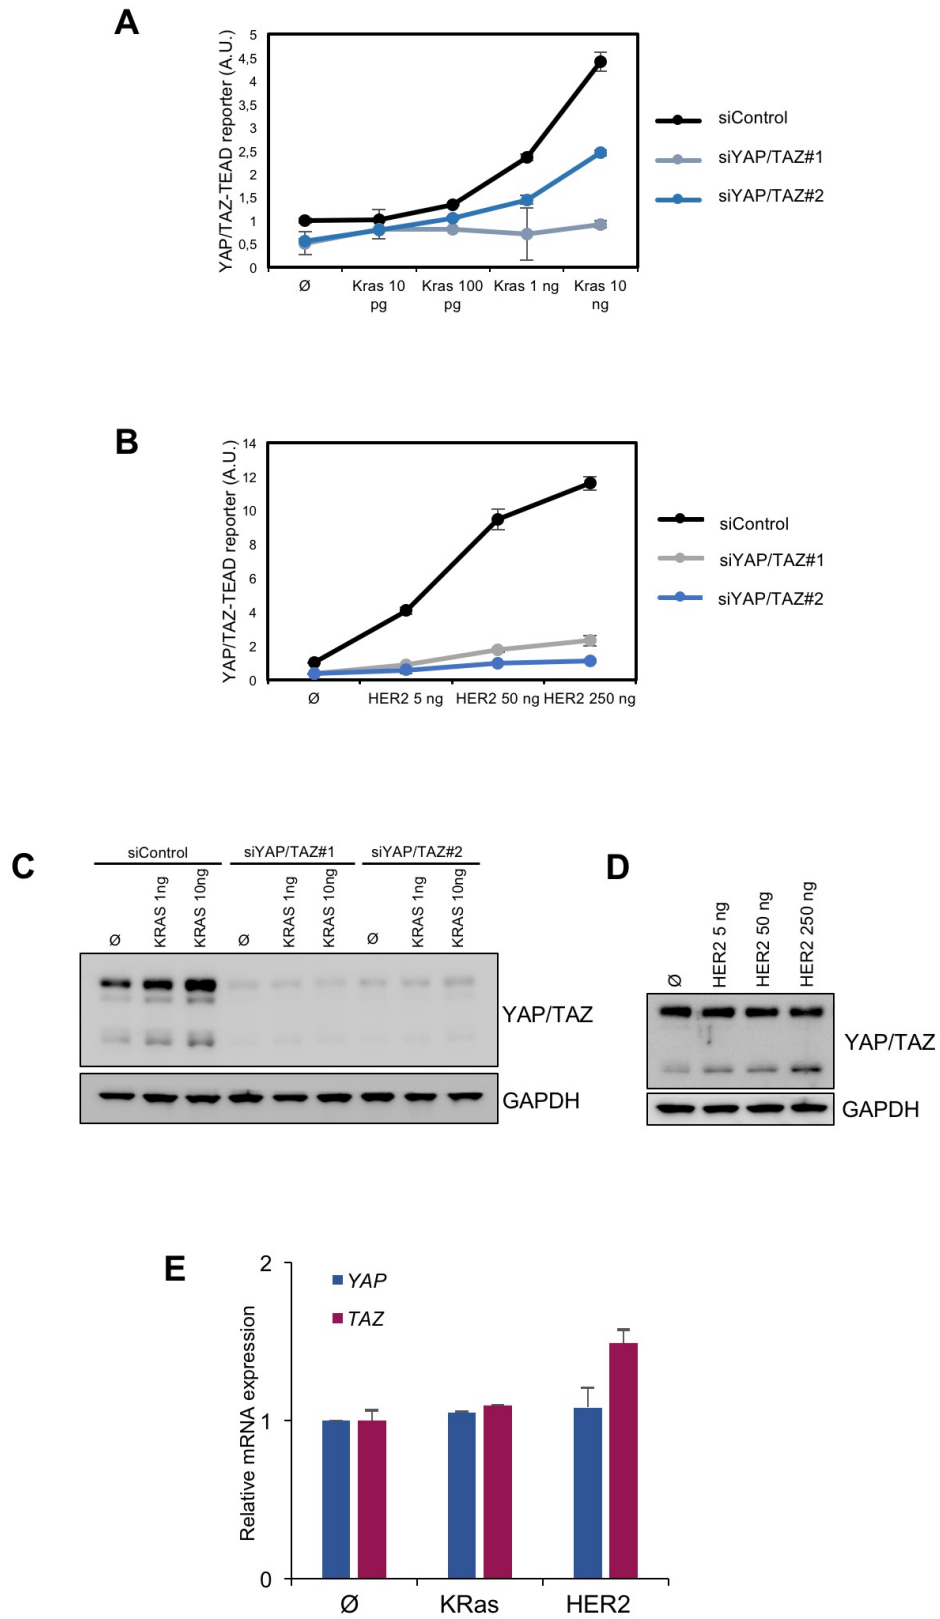 A
YAP/TAZ-TEAD reporter (A.U.)
5
4,5
4
3,5
3
2,5
2
1,5
1
0,5
0
Ø
Kras 10 pg
Kras 100 pg
Kras 1 ng
Kras 10 ng
siControl
siYAP/TAZ#1
siYAP/TAZ#2
B
YAP/TAZ-TEAD reporter (A.U.)
14
12
10
8
6
4
2
0
Ø
HER2 5 ng
HER2 50 ng
HER2 250 ng
siControl
siYAP/TAZ#1
siYAP/TAZ#2
C
siControl
siYAP/TAZ#1
siYAP/TAZ#2
Ø
KRAS 1ng
KRAS 10ng
Ø
KRAS 1ng
KRAS 10ng
Ø
KRAS 1ng
KRAS 10ng
YAP/TAZ
GAPDH
D
Ø
HER2 5 ng
HER2 50 ng
HER2 250 ng
YAP/TAZ
GAPDH
E
Relative mRNA expression
2
1
0
YAP
TAZ
Ø
KRas
HER2